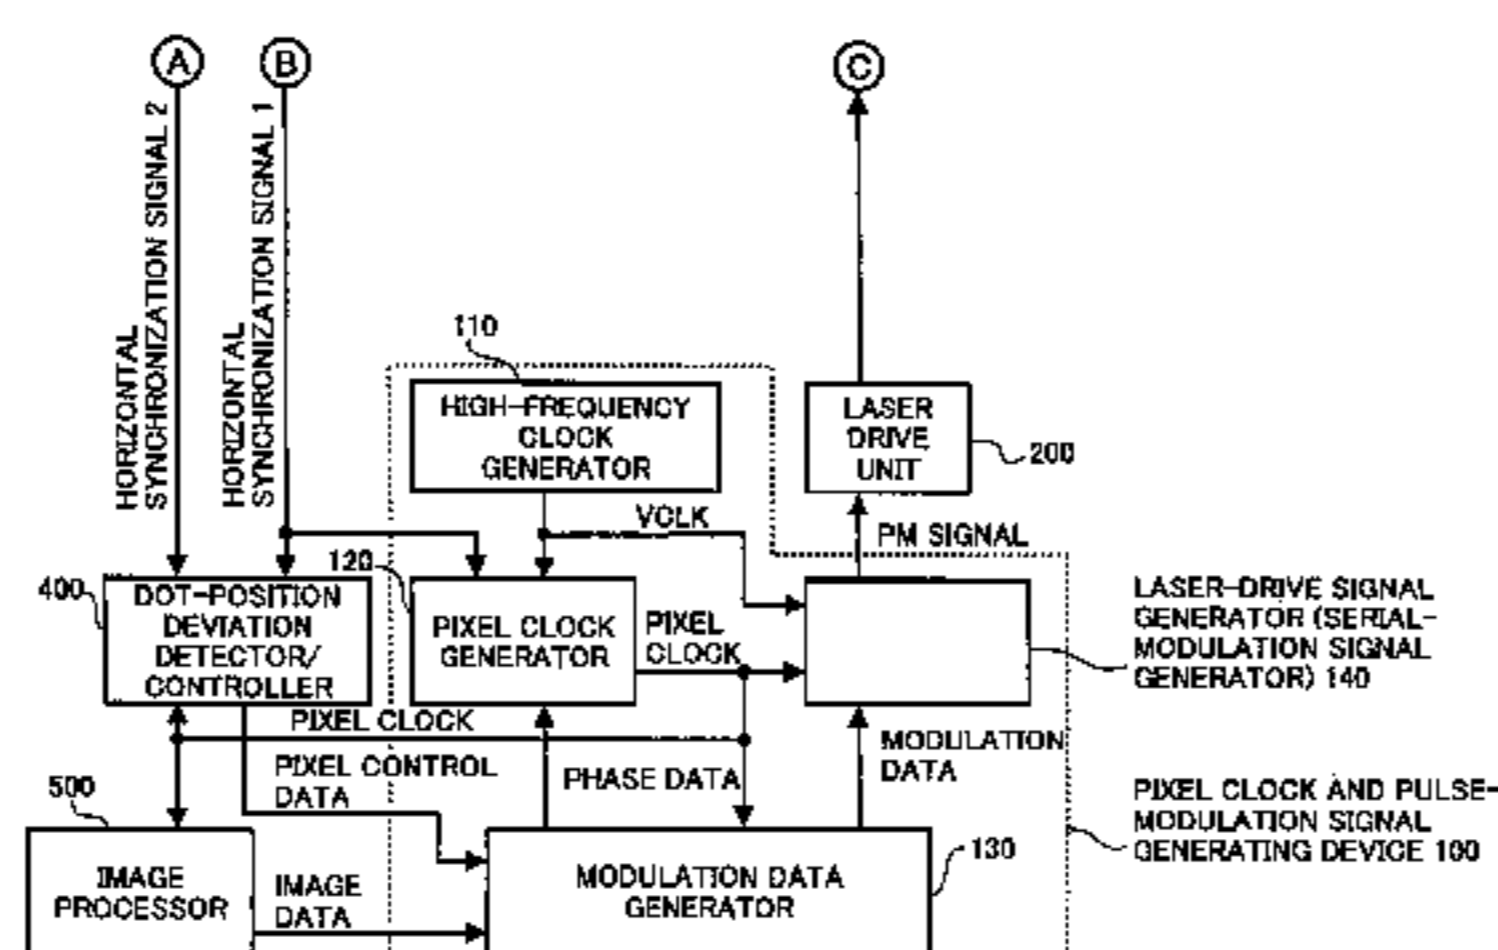 A
B
C
HORIZONTAL
SYNCHRONIZATION SIGNAL 2
HORIZONTAL
SYNCHRONIZATION SIGNAL 1
110
HIGH-FREQUENCY
CLOCK
GENERATOR
LASER
DRIVE
UNIT
200
VCLK
PM SIGNAL
120
400
DOT-POSITION
DEVIATION
DETECTOR/
CONTROLLER
PIXEL CLOCK
GENERATOR
PIXEL
CLOCK
LASER-DRIVE SIGNAL
GENERATOR (SERIAL-
MODULATION SIGNAL
GENERATOR) 140
PIXEL CLOCK
PIXEL CONTROL
DATA
PHASE DATA
MODULATION
DATA
500
PIXEL CLOCK AND PULSE-
MODULATION SIGNAL
GENERATING DEVICE 100
IMAGE
PROCESSOR
IMAGE
DATA
MODULATION DATA
GENERATOR
130